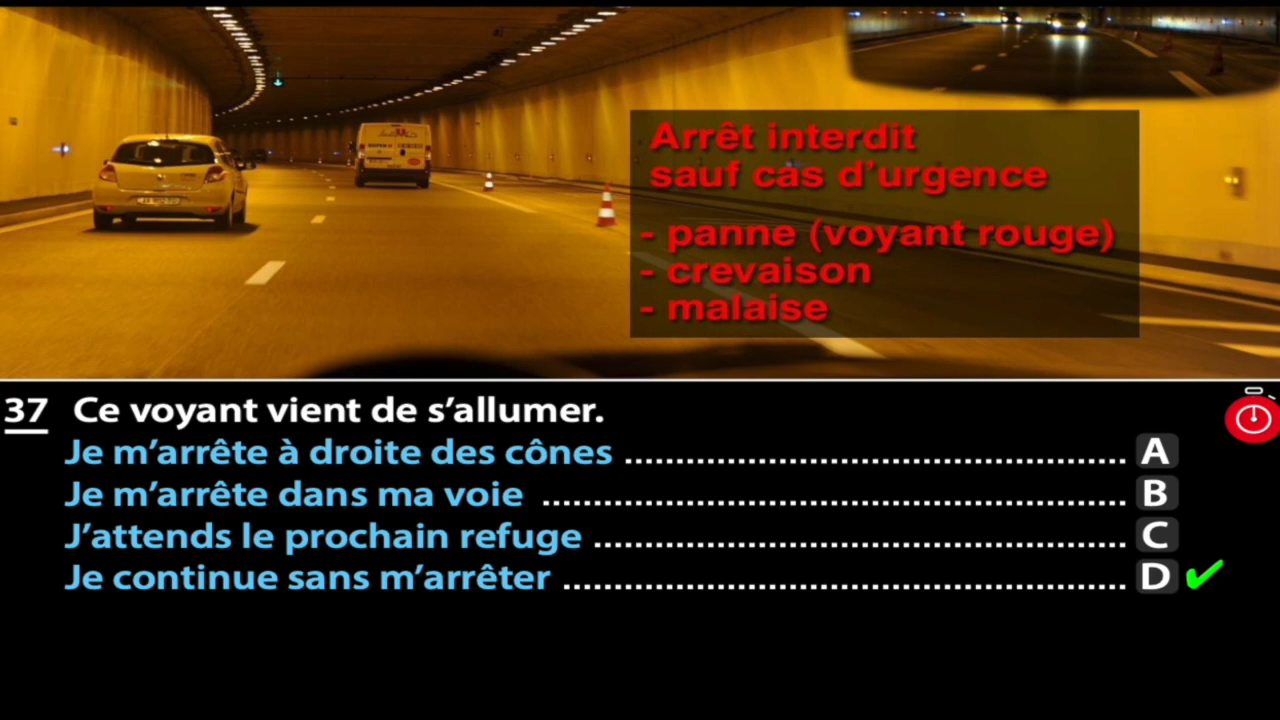 Arrêt interdit
sauf cas d'urgence
- panne (voyant rouge)
- crevaison
- malaise
37 Ce voyant vient de s'allumer.
Je m'arrête à droite des cônes ........................................................ A
Je m'arrête dans ma voie ................................................................. B
J'attends le prochain refuge ........................................................... C
Je continue sans m'arrêter .............................................................. D ✔